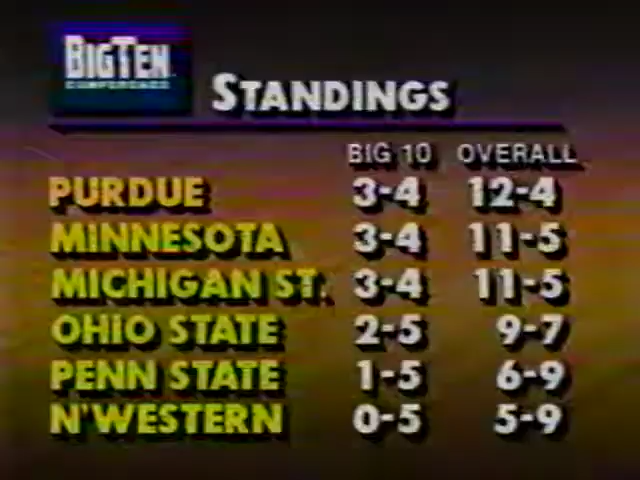 BIGTEN
CONFERENCE
STANDINGS
BIG 10 OVERALL
PURDUE 3-4 12-4
MINNESOTA 3-4 11-5
MICHIGAN ST. 3-4 11-5
OHIO STATE 2-5 9-7
PENN STATE 1-5 6-9
N'WESTERN 0-5 5-9